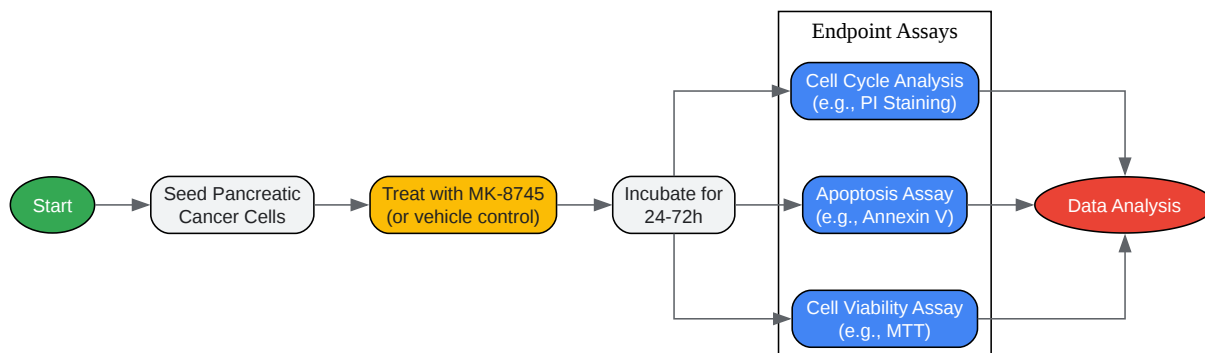 Start
Seed Pancreatic
Cancer Cells
Treat with MK-8745
(or vehicle control)
Incubate for
24-72h
Endpoint Assays
Cell Cycle Analysis
(e.g., PI Staining)
Apoptosis Assay
(e.g., Annexin V)
Cell Viability Assay
(e.g., MTT)
Data Analysis